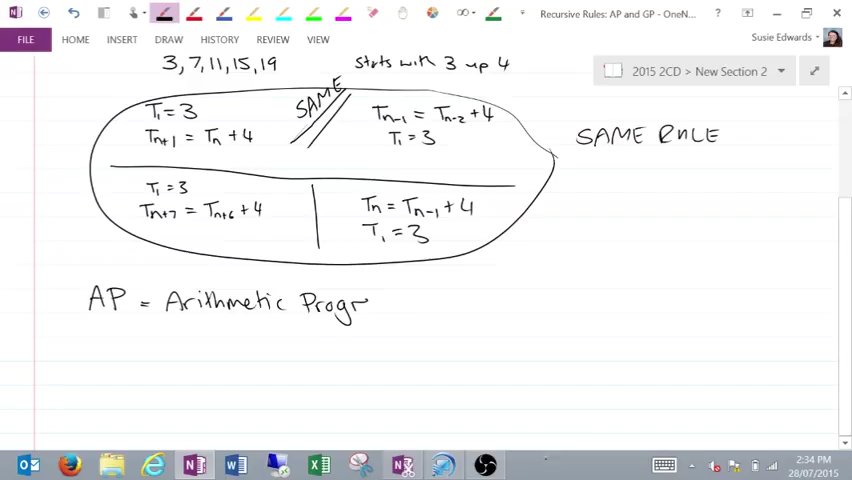 Recursive Rules: AP and GP - OneN...
Susie Edwards
FILE HOME INSERT DRAW HISTORY REVIEW VIEW
2015 2CD > New Section 2
3, 7, 11, 15, 19 Starts with 3 up 4
T₁ = 3
Tₙ₊₁ = Tₙ + 4
SAME
Tₙ₋₁ = Tₙ₋₂ + 4
T₁ = 3
SAME RULE
T₁ = 3
Tₙ₊₇ = Tₙ₊₆ + 4
Tₙ = Tₙ₋₁ + 4
T₁ = 3
AP = Arithmetic Progr
2:34 PM
28/07/2015